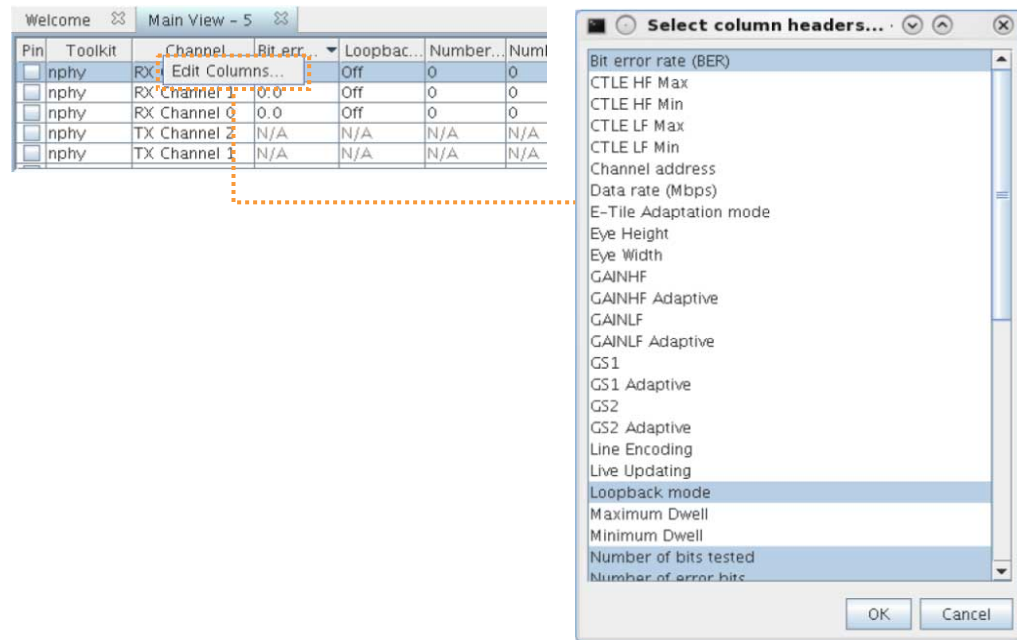 Welcome Main View - 5
Pin Toolkit Channel Bit err... Loopbac... Number... Numl
nphy RX Edit Columns... Off 0 0
nphy RX Channel 1 0.0 Off 0 0
nphy RX Channel 0 0.0 Off 0 0
nphy TX Channel 2 N/A N/A N/A N/A
nphy TX Channel 1 N/A N/A N/A N/A
Select column headers... ·
Bit error rate (BER)
CTLE HF Max
CTLE HF Min
CTLE LF Max
CTLE LF Min
Channel address
Data rate (Mbps)
E-Tile Adaptation mode
Eye Height
Eye Width
GAINHF
GAINHF Adaptive
GAINLF
GAINLF Adaptive
GS1
GS1 Adaptive
GS2
GS2 Adaptive
Line Encoding
Live Updating
Loopback mode
Maximum Dwell
Minimum Dwell
Number of bits tested
Number of error bits
OK Cancel